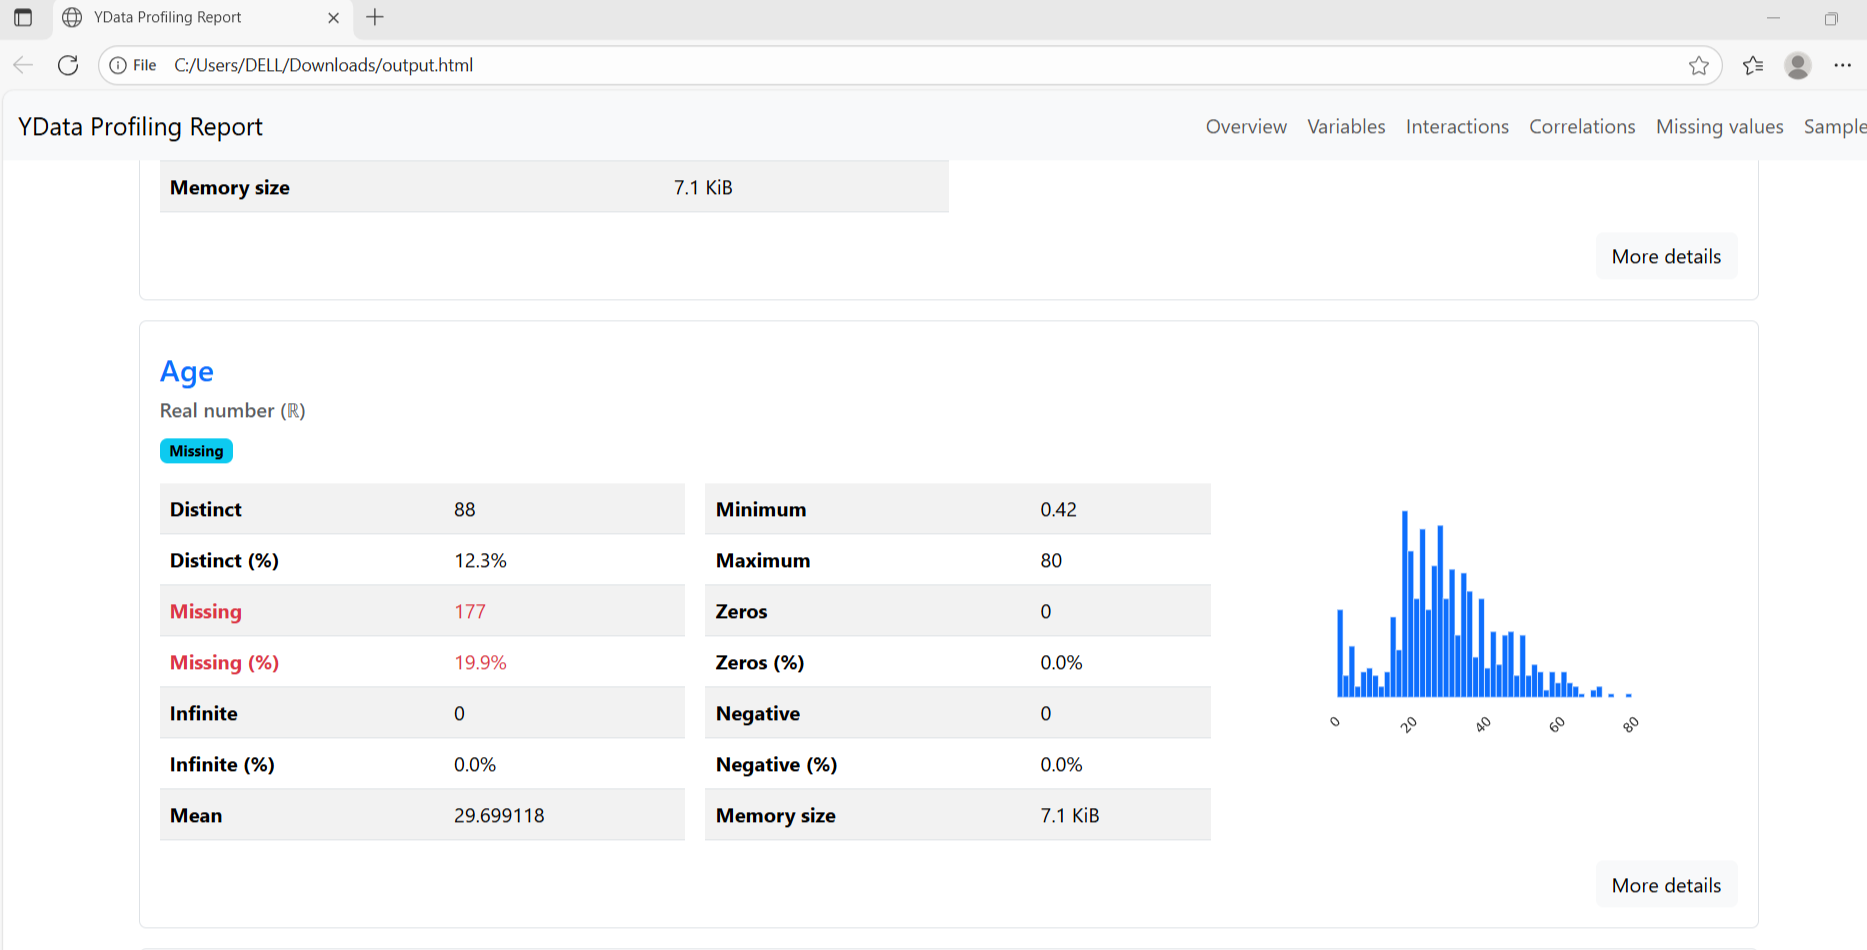 YData Profiling Report
File C:/Users/DELL/Downloads/output.html
YData Profiling Report Overview Variables Interactions Correlations Missing values Sample
Memory size 7.1 KiB
More details
Age
Real number (ℝ)
Missing
Distinct 88 Minimum 0.42
Distinct (%) 12.3% Maximum 80
Missing 177 Zeros 0
Missing (%) 19.9% Zeros (%) 0.0%
Infinite 0 Negative 0
Infinite (%) 0.0% Negative (%) 0.0%
Mean 29.699118 Memory size 7.1 KiB
0 20 40 60 80
More details